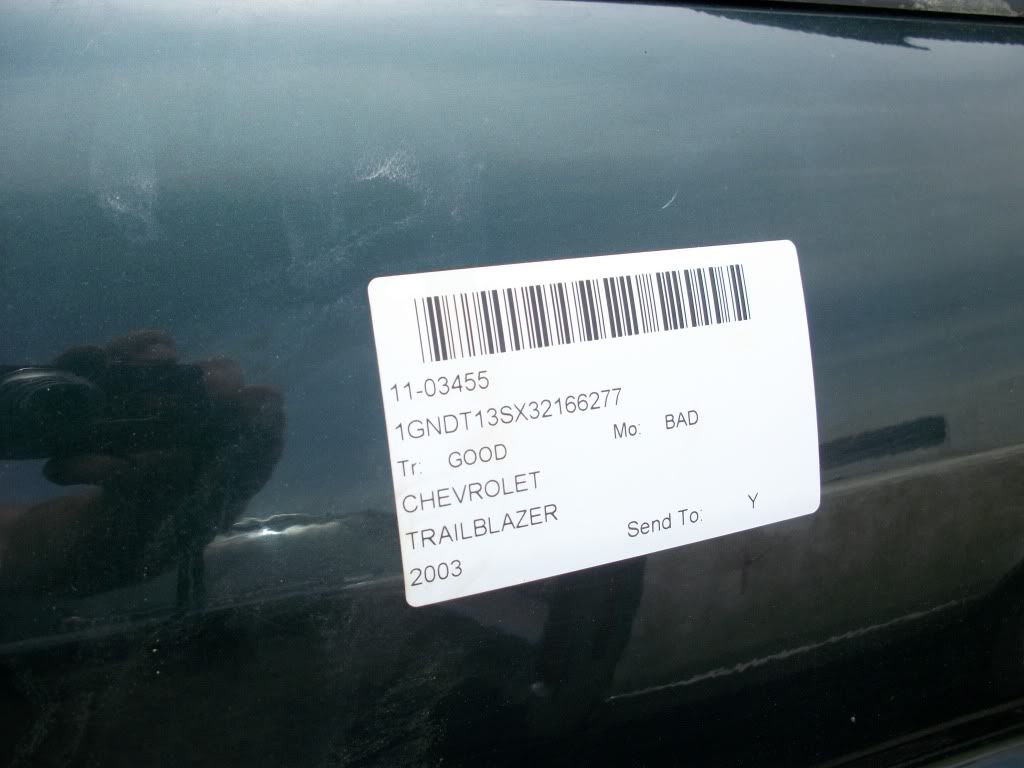 11-03455
1GNDT13SX32166277
Tr: GOOD Mo: BAD
CHEVROLET
TRAILBLAZER Send To: Y
2003